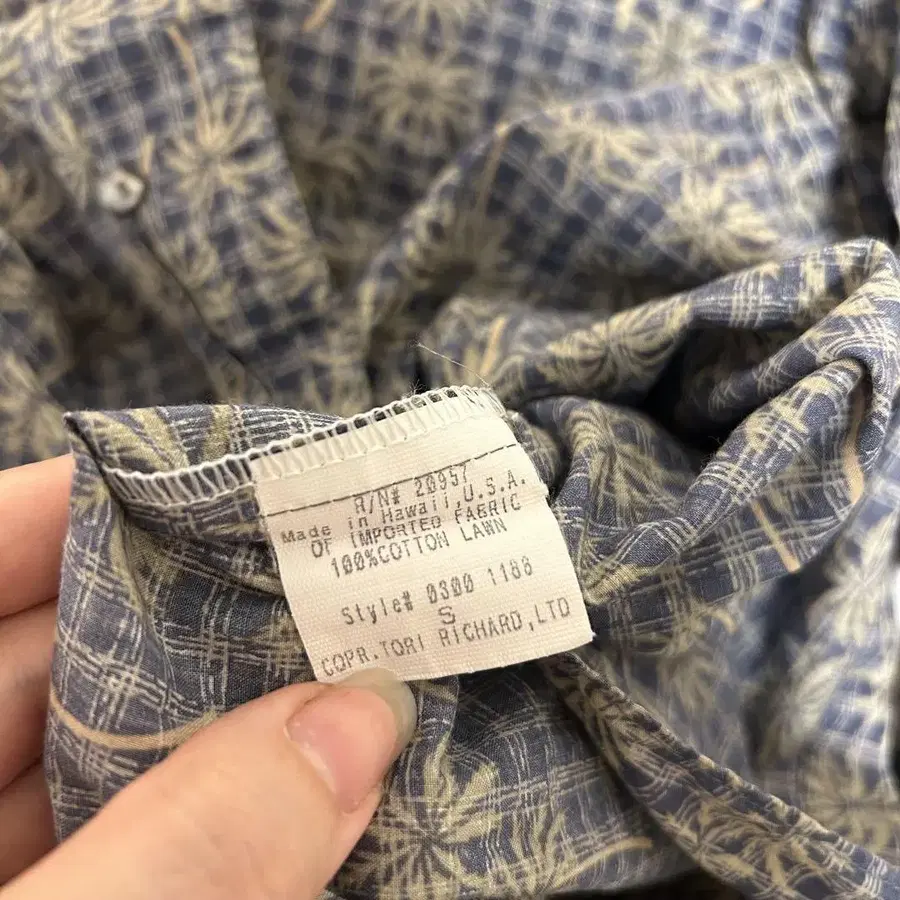 R/N# 20957
Made in Hawaii,U.S.A.
OF IMPORTED FABRIC
100%COTTON LAWN
Style# 0300 1186
S
COPR.TORI RICHARD,LTD